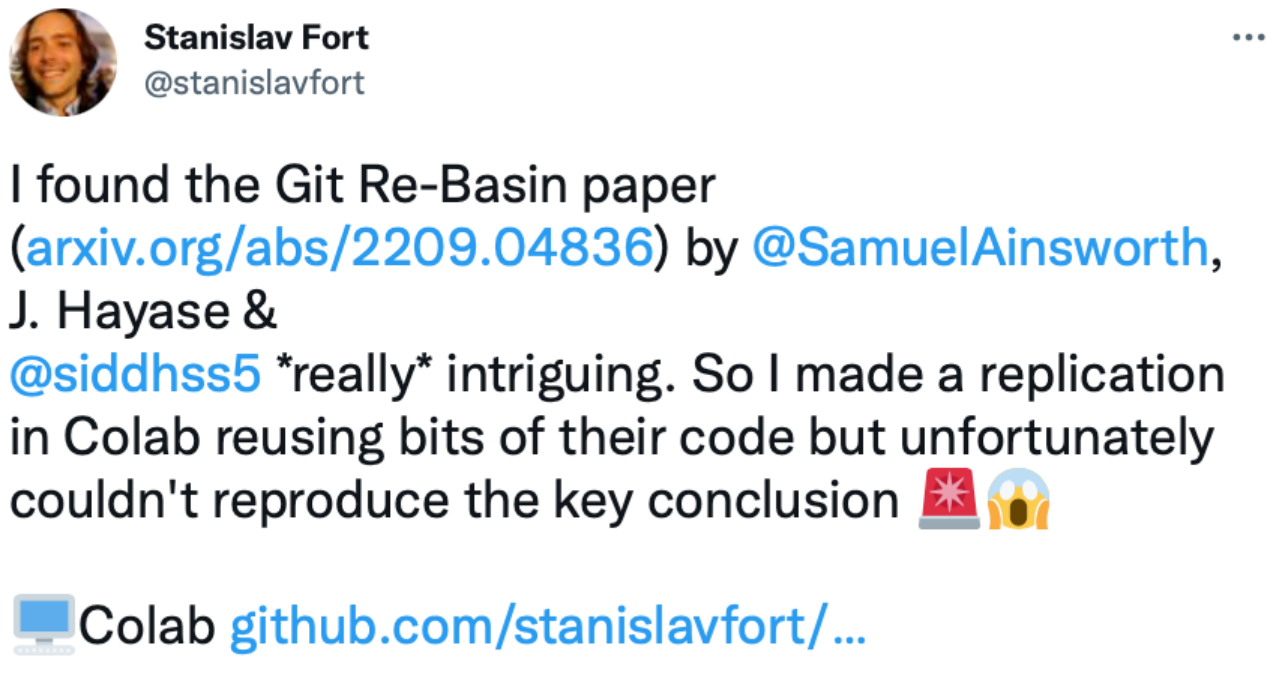 Stanislav Fort
@stanislavfort
I found the Git Re-Basin paper
(arxiv.org/abs/2209.04836) by @SamuelAinsworth,
J. Hayase &
@siddhss5 *really* intriguing. So I made a replication
in Colab reusing bits of their code but unfortunately
couldn't reproduce the key conclusion 🚨😱
🖥️Colab github.com/stanislavfort/...